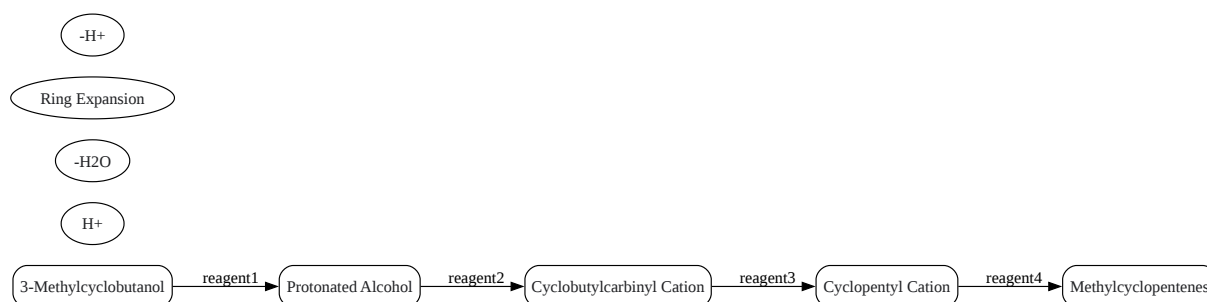 -H+
Ring Expansion
-H2O
H+
3-Methylcyclobutanol
reagent1
Protonated Alcohol
reagent2
Cyclobutylcarbinyl Cation
reagent3
Cyclopentyl Cation
reagent4
Methylcyclopentenes